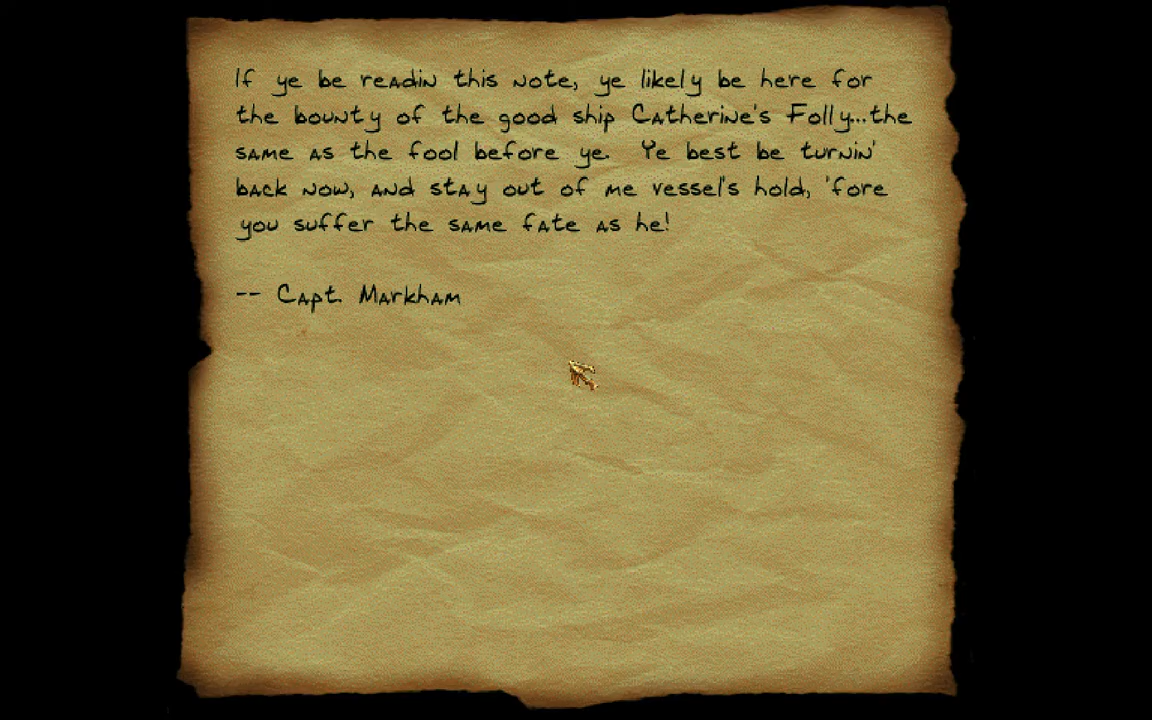 If ye be readin this note, ye likely be here for
the bounty of the good ship Catherine's Folly...the
same as the fool before ye.  Ye best be turnin'
back now, and stay out of me vessel's hold, 'fore
you suffer the same fate as he!
-- Capt. Markham